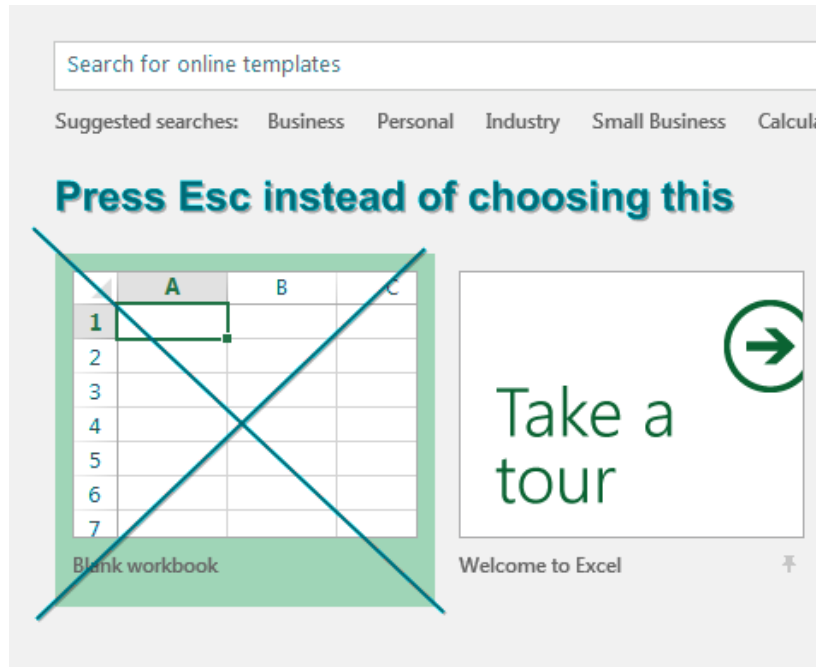 Search for online templates
Suggested searches: Business Personal Industry Small Business Calcula
Press Esc instead of choosing this
A B C
1
2
3
4
5
6
7
Take a
tour
Blank workbook Welcome to Excel